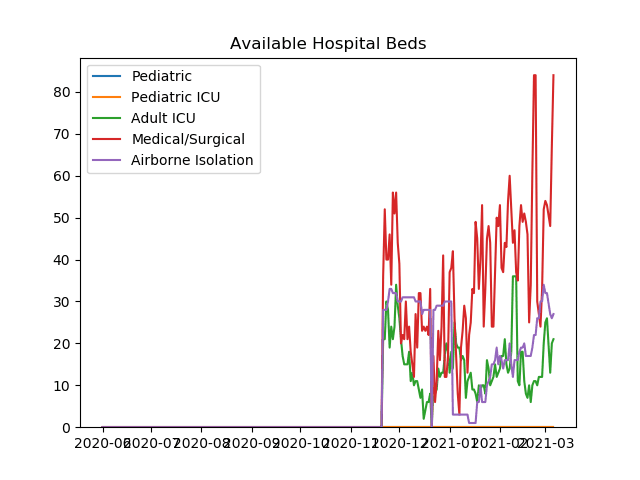 Available Hospital Beds
Pediatric
Pediatric ICU
Adult ICU
Medical/Surgical
Airborne Isolation
80
70
60
50
40
30
20
10
0
2020-06 2020-07 2020-08 2020-09 2020-10 2020-11 2020-12 2021-01 2021-02 2021-03